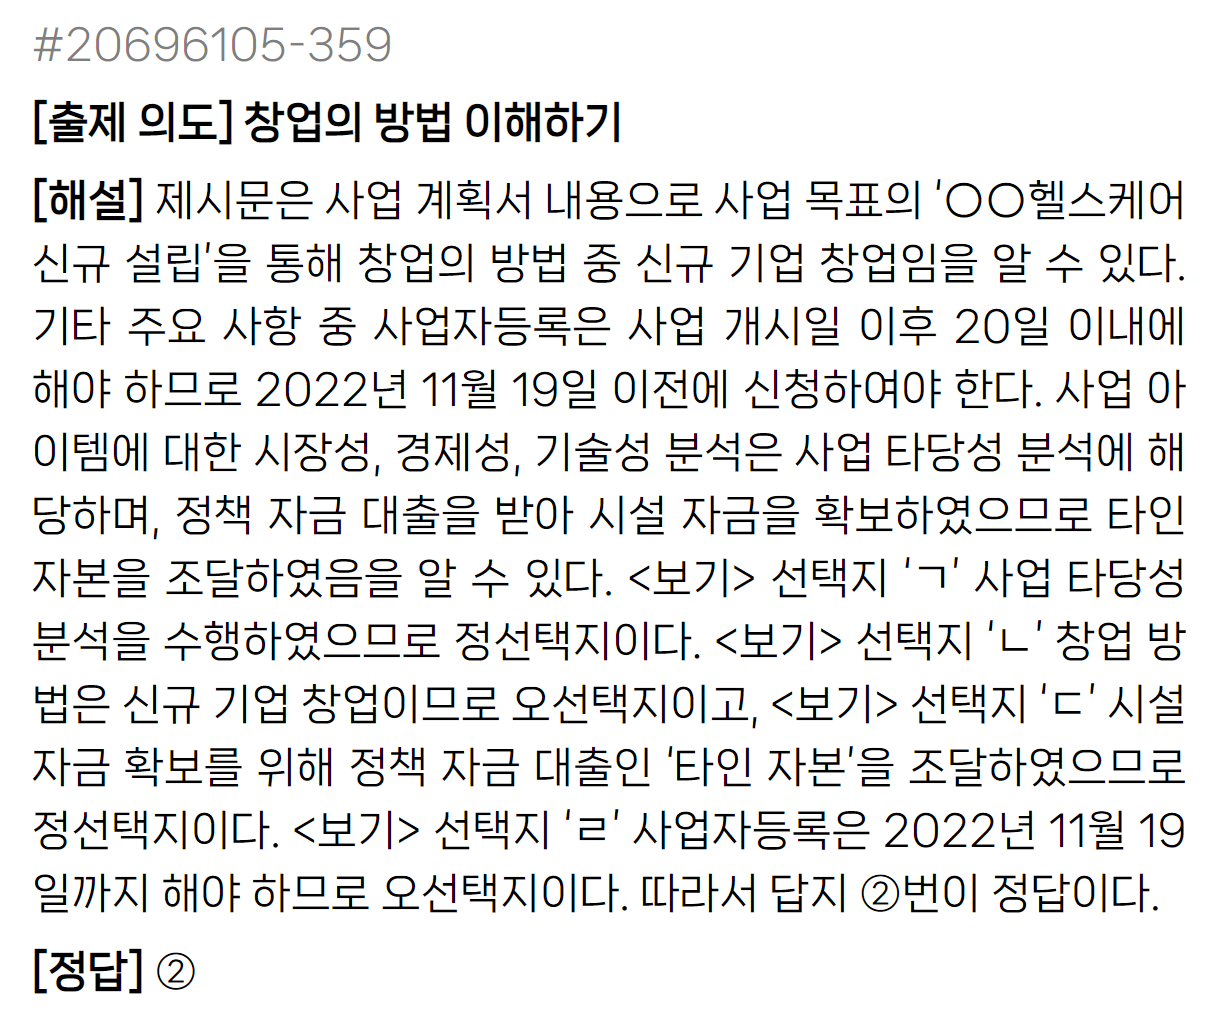 #20696105-359
[출제 의도] 창업의 방법 이해하기
[해설] 제시문은 사업 계획서 내용으로 사업 목표의 '〇〇헬스케어
신규 설립'을 통해 창업의 방법 중 신규 기업 창업임을 알 수 있다.
기타 주요 사항 중 사업자등록은 사업 개시일 이후 20일 이내에
해야 하므로 2022년 11월 19일 이전에 신청하여야 한다. 사업 아
이템에 대한 시장성, 경제성, 기술성 분석은 사업 타당성 분석에 해
당하며, 정책 자금 대출을 받아 시설 자금을 확보하였으므로 타인
자본을 조달하였음을 알 수 있다. <보기> 선택지 'ㄱ' 사업 타당성
분석을 수행하였으므로 정선택지이다. <보기> 선택지 'ㄴ' 창업 방
법은 신규 기업 창업이므로 오선택지이고, <보기> 선택지 'ㄷ' 시설
자금 확보를 위해 정책 자금 대출인 '타인 자본'을 조달하였으므로
정선택지이다. <보기> 선택지 'ㄹ' 사업자등록은 2022년 11월 19
일까지 해야 하므로 오선택지이다. 따라서 답지 ②번이 정답이다.
[정답] ②